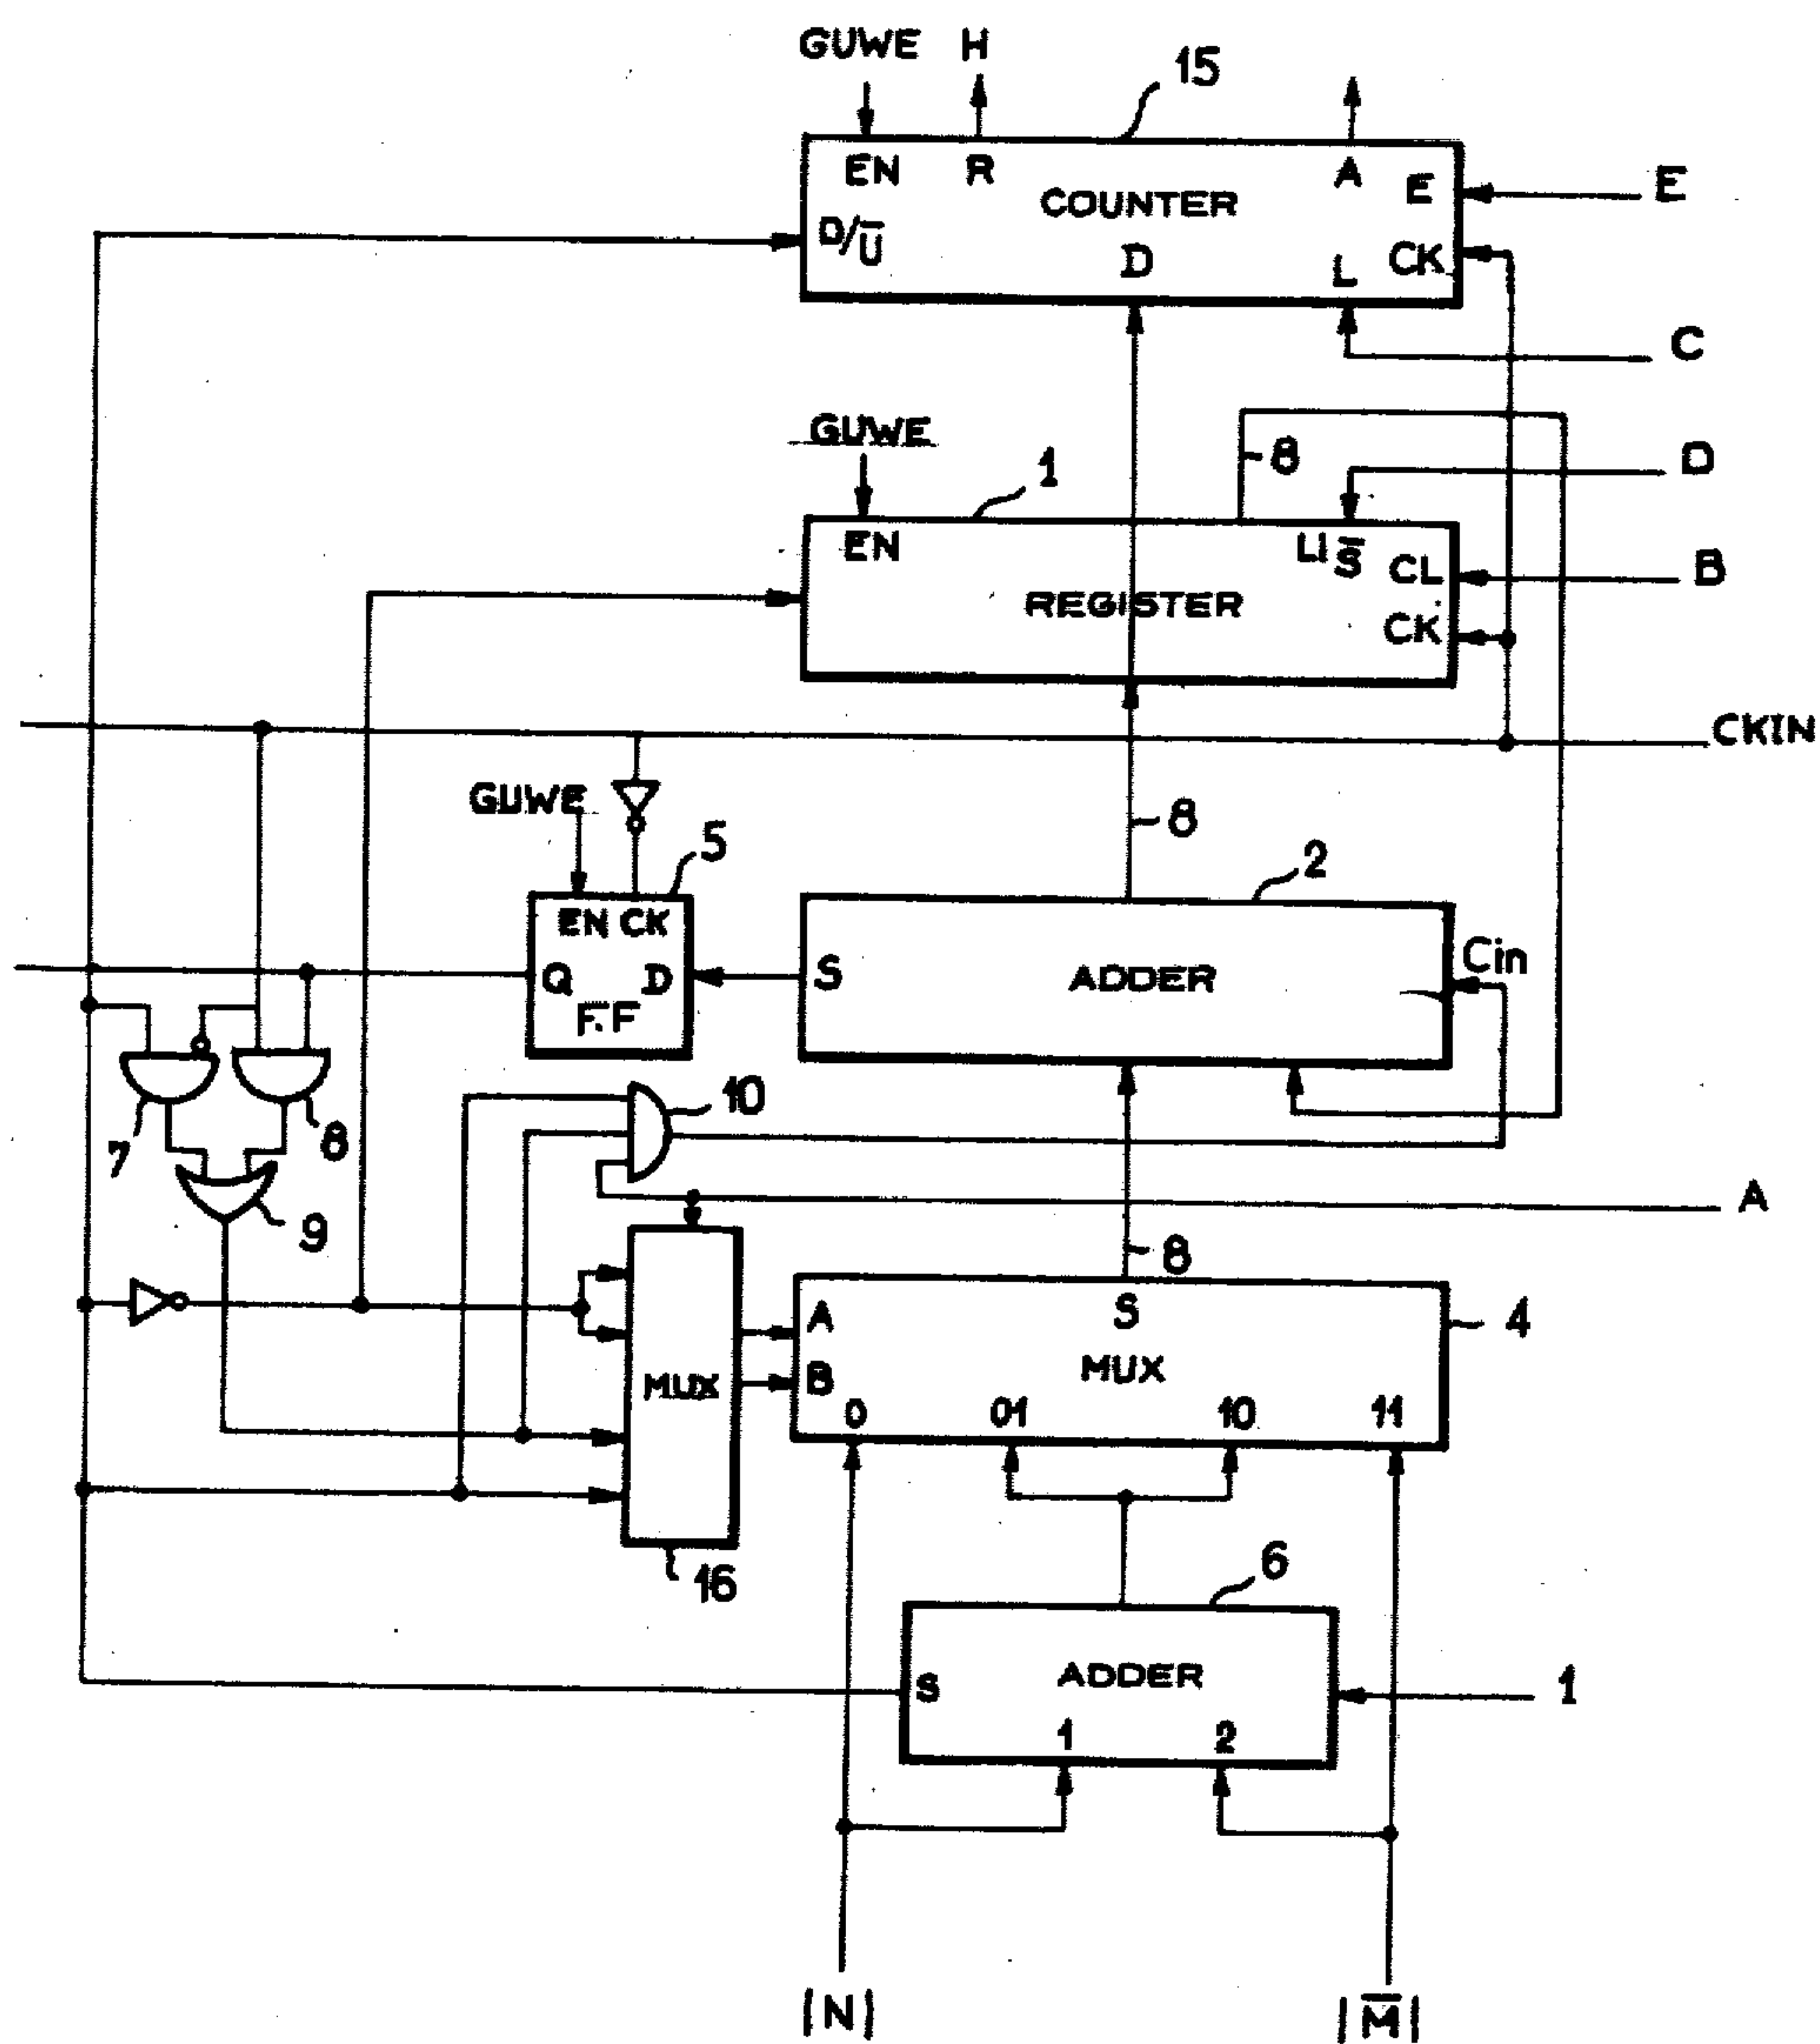 GUWE H 15
EN R A E E
COUNTER
D/U̅ D L CK
C
GUWE 8 D
1
EN L/S̅ CL B
REGISTER
CK
CKIN
GUWE 8
5 2
EN CK Cin
Q D S ADDER
F.F
10
7 8
A
9 8
A S 4
MUX B MUX
0 01 10 11
16 6
S ADDER 1
1 2
|N| |M̅|